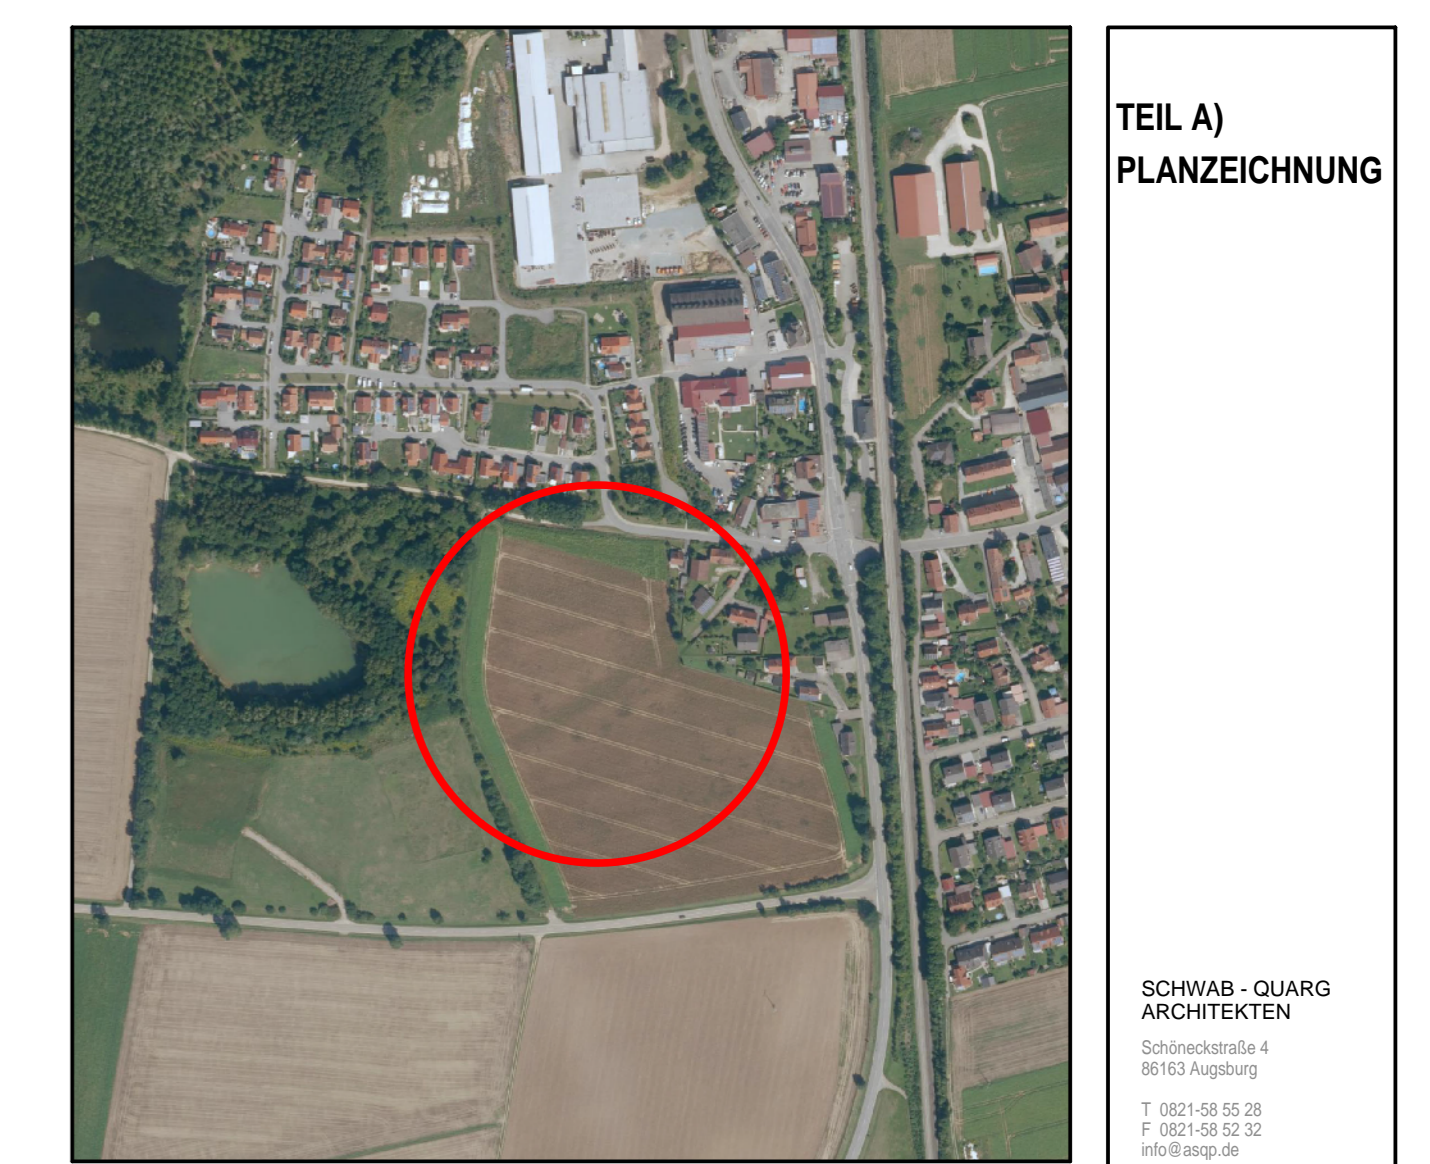 TEIL A)
PLANZEICHNUNG
SCHWAB - QUARG
ARCHITEKTEN
Schöneckstraße 4
86163 Augsburg
T 0821-58 55 28
F 0821-58 52 32
info@asqp.de